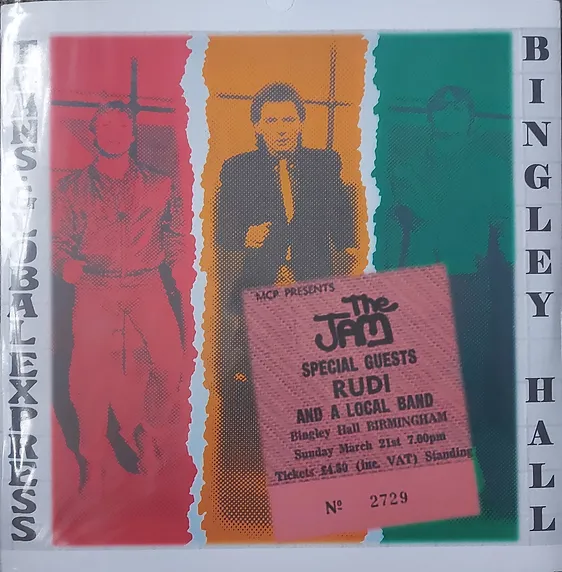 TRANS-GLOBAL EXPRESS
BINGLEY HALL
MCP PRESENTS
The
JAM
SPECIAL GUESTS
RUDI
AND A LOCAL BAND
Bingley Hall BIRMINGHAM
Sunday March 21st 7.00pm
Tickets £4.50 (inc. VAT) Standing
Nº 2729